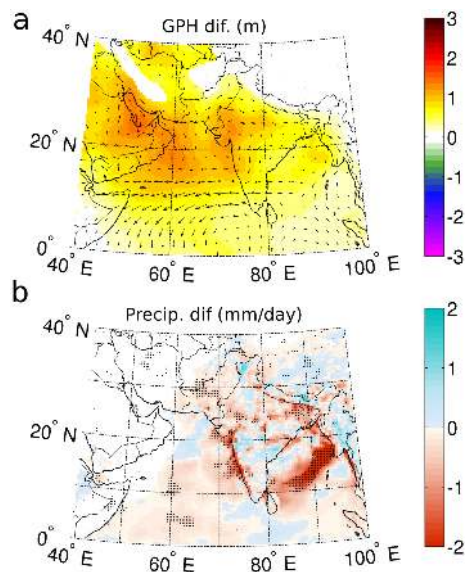 a
GPH dif. (m)
40° N
20° N
0°
40° E
60° E
80° E
100° E
3
2
1
0
-1
-2
-3
b
Precip. dif (mm/day)
40° N
20° N
0°
40° E
60° E
80° E
100° E
2
1
0
-1
-2